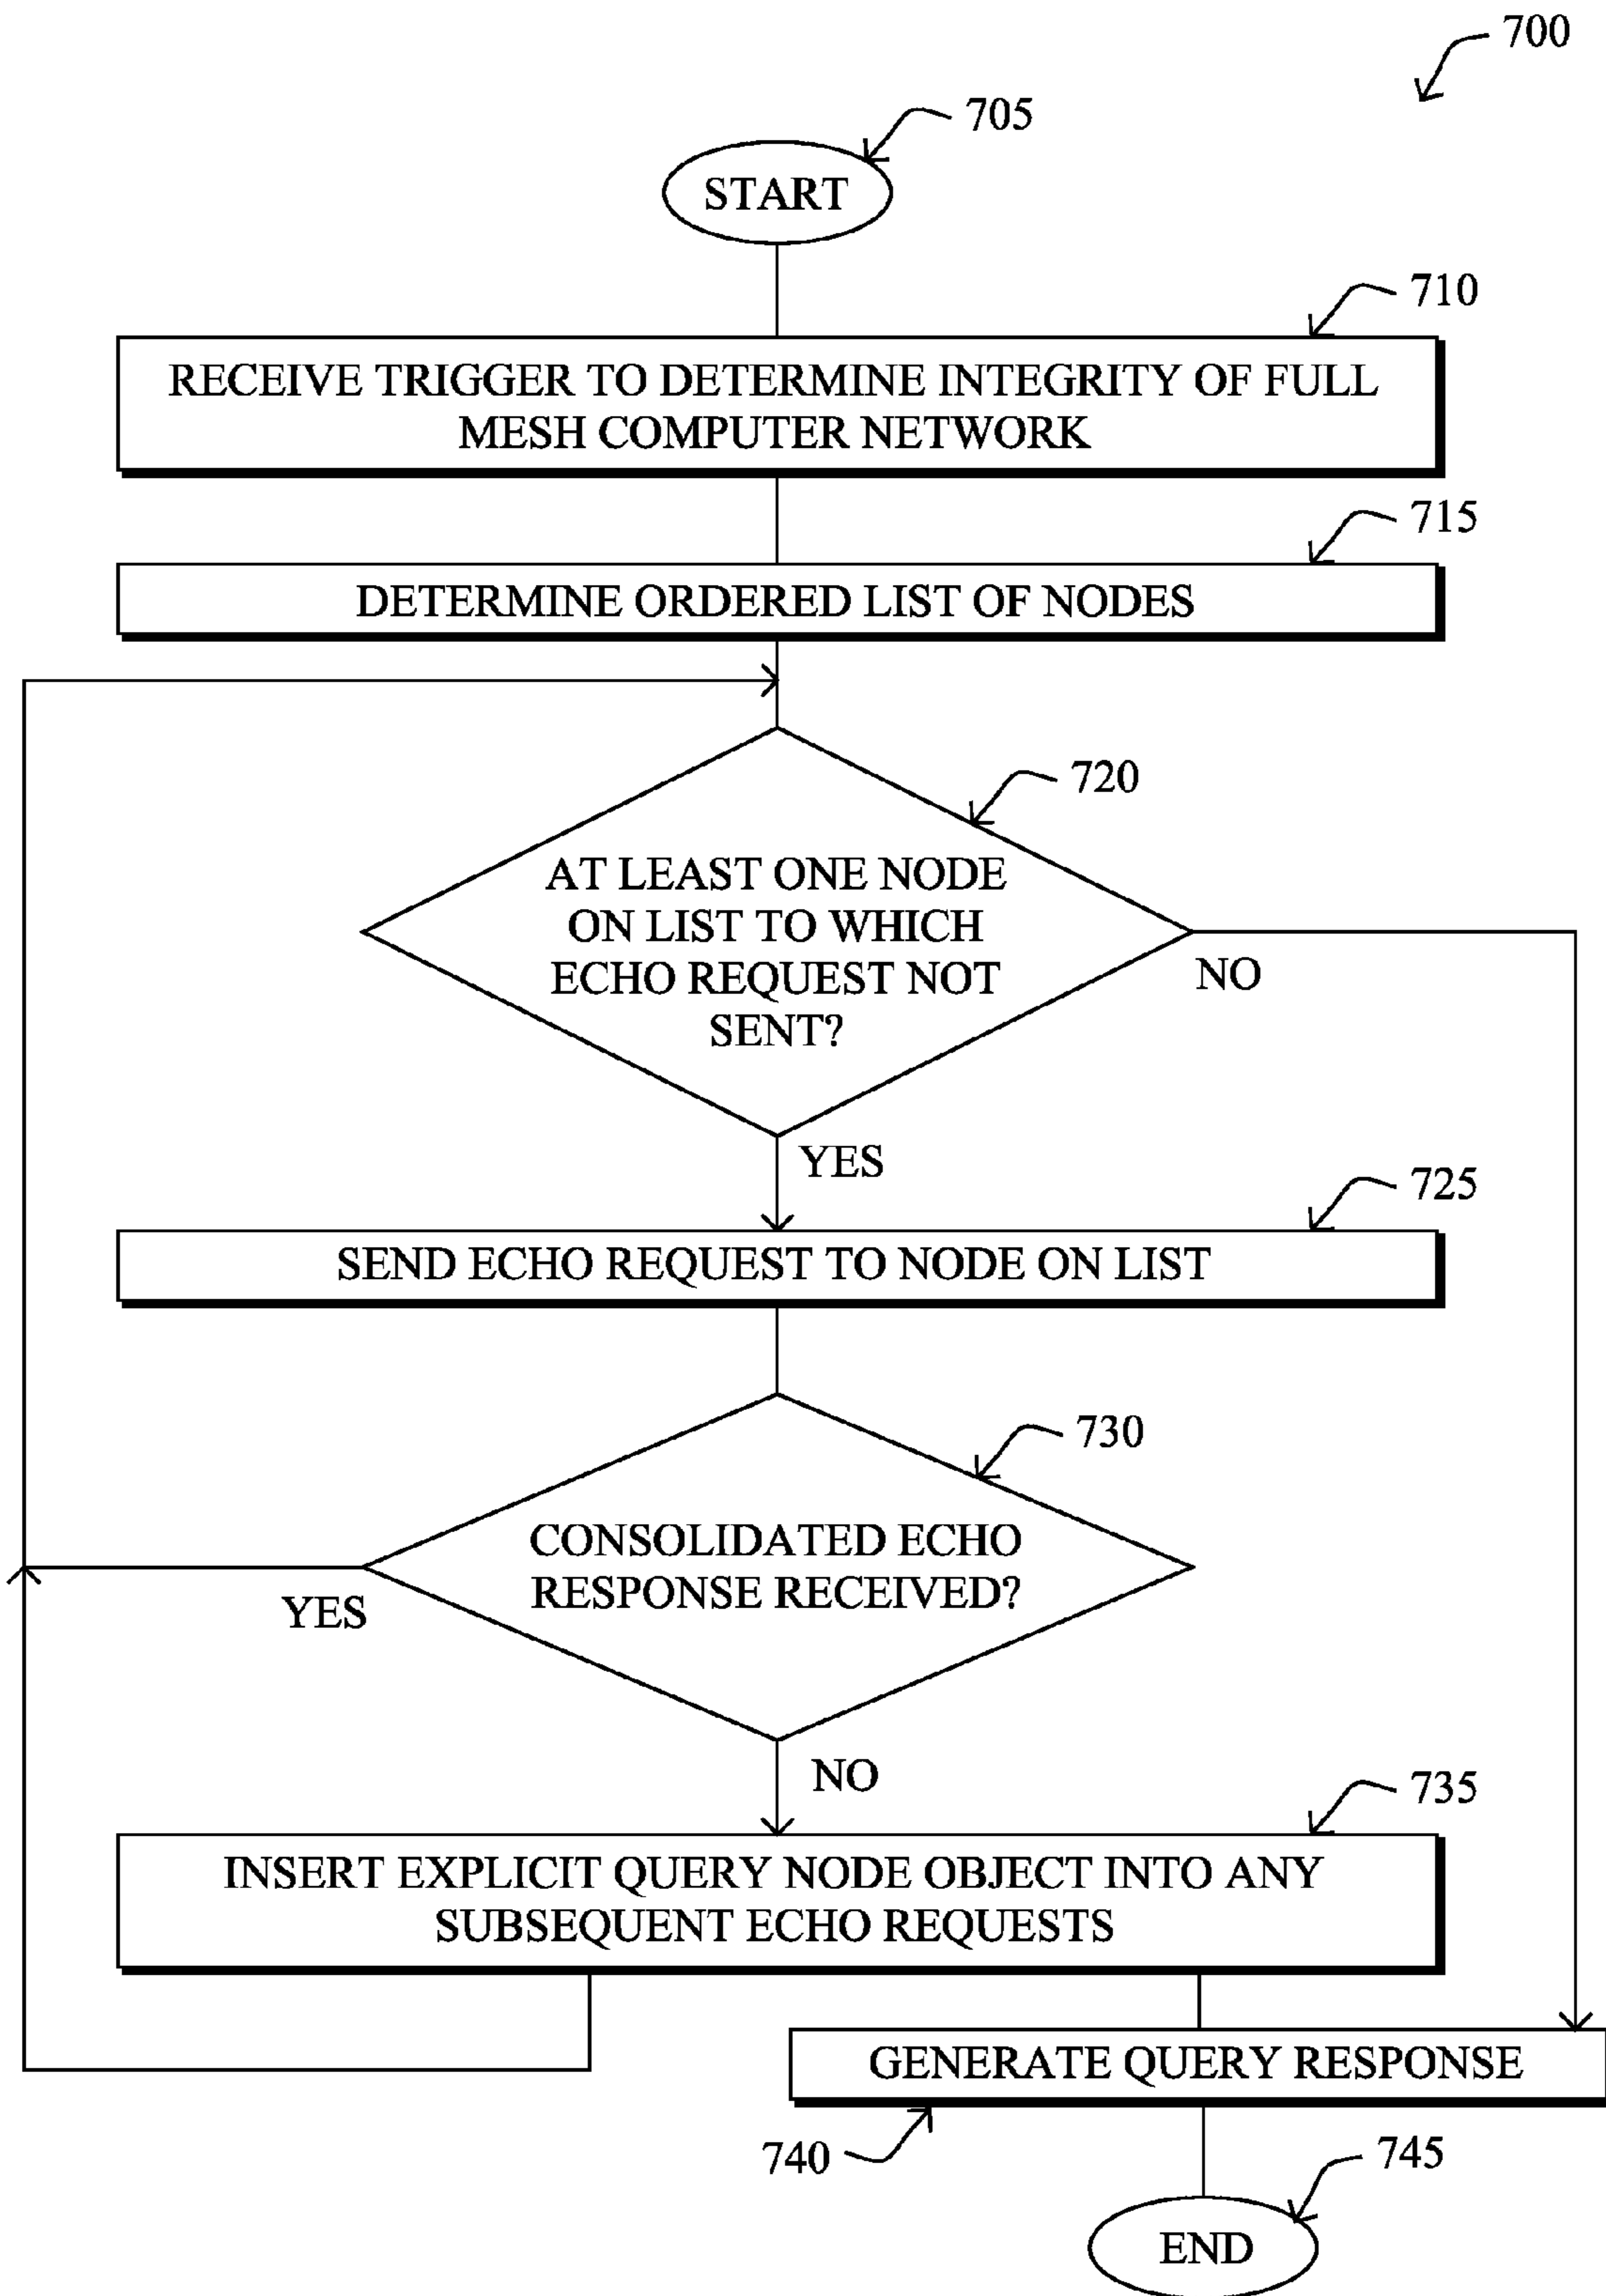 700
705
START
710
RECEIVE TRIGGER TO DETERMINE INTEGRITY OF FULL
MESH COMPUTER NETWORK
715
DETERMINE ORDERED LIST OF NODES
720
AT LEAST ONE NODE
ON LIST TO WHICH
ECHO REQUEST NOT
SENT?
NO
YES
725
SEND ECHO REQUEST TO NODE ON LIST
730
CONSOLIDATED ECHO
RESPONSE RECEIVED?
YES
NO
735
INSERT EXPLICIT QUERY NODE OBJECT INTO ANY
SUBSEQUENT ECHO REQUESTS
GENERATE QUERY RESPONSE
740
745
END